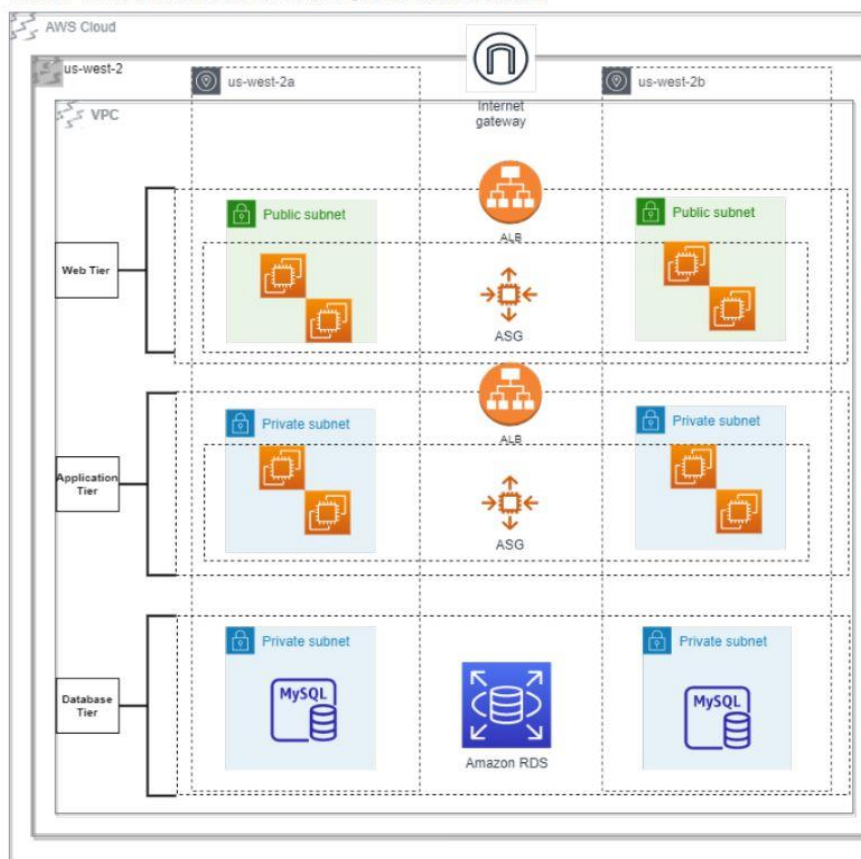 AWS Cloud
us-west-2
us-west-2a
us-west-2b
Internet
gateway
VPC
Public subnet
ALB
Public subnet
Web Tier
ASG
Private subnet
ALB
Private subnet
Application
Tier
ASG
Private subnet
Private subnet
MySQL
MySQL
Database
Tier
Amazon RDS